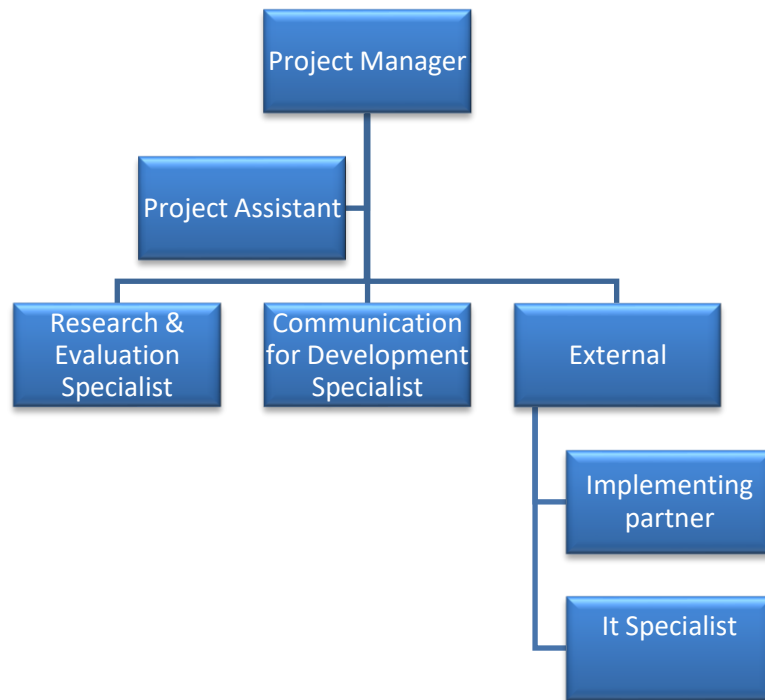 Project Manager
Project Assistant
Research &
Evaluation
Specialist
Communication
for Development
Specialist
External
Implementing
partner
It Specialist